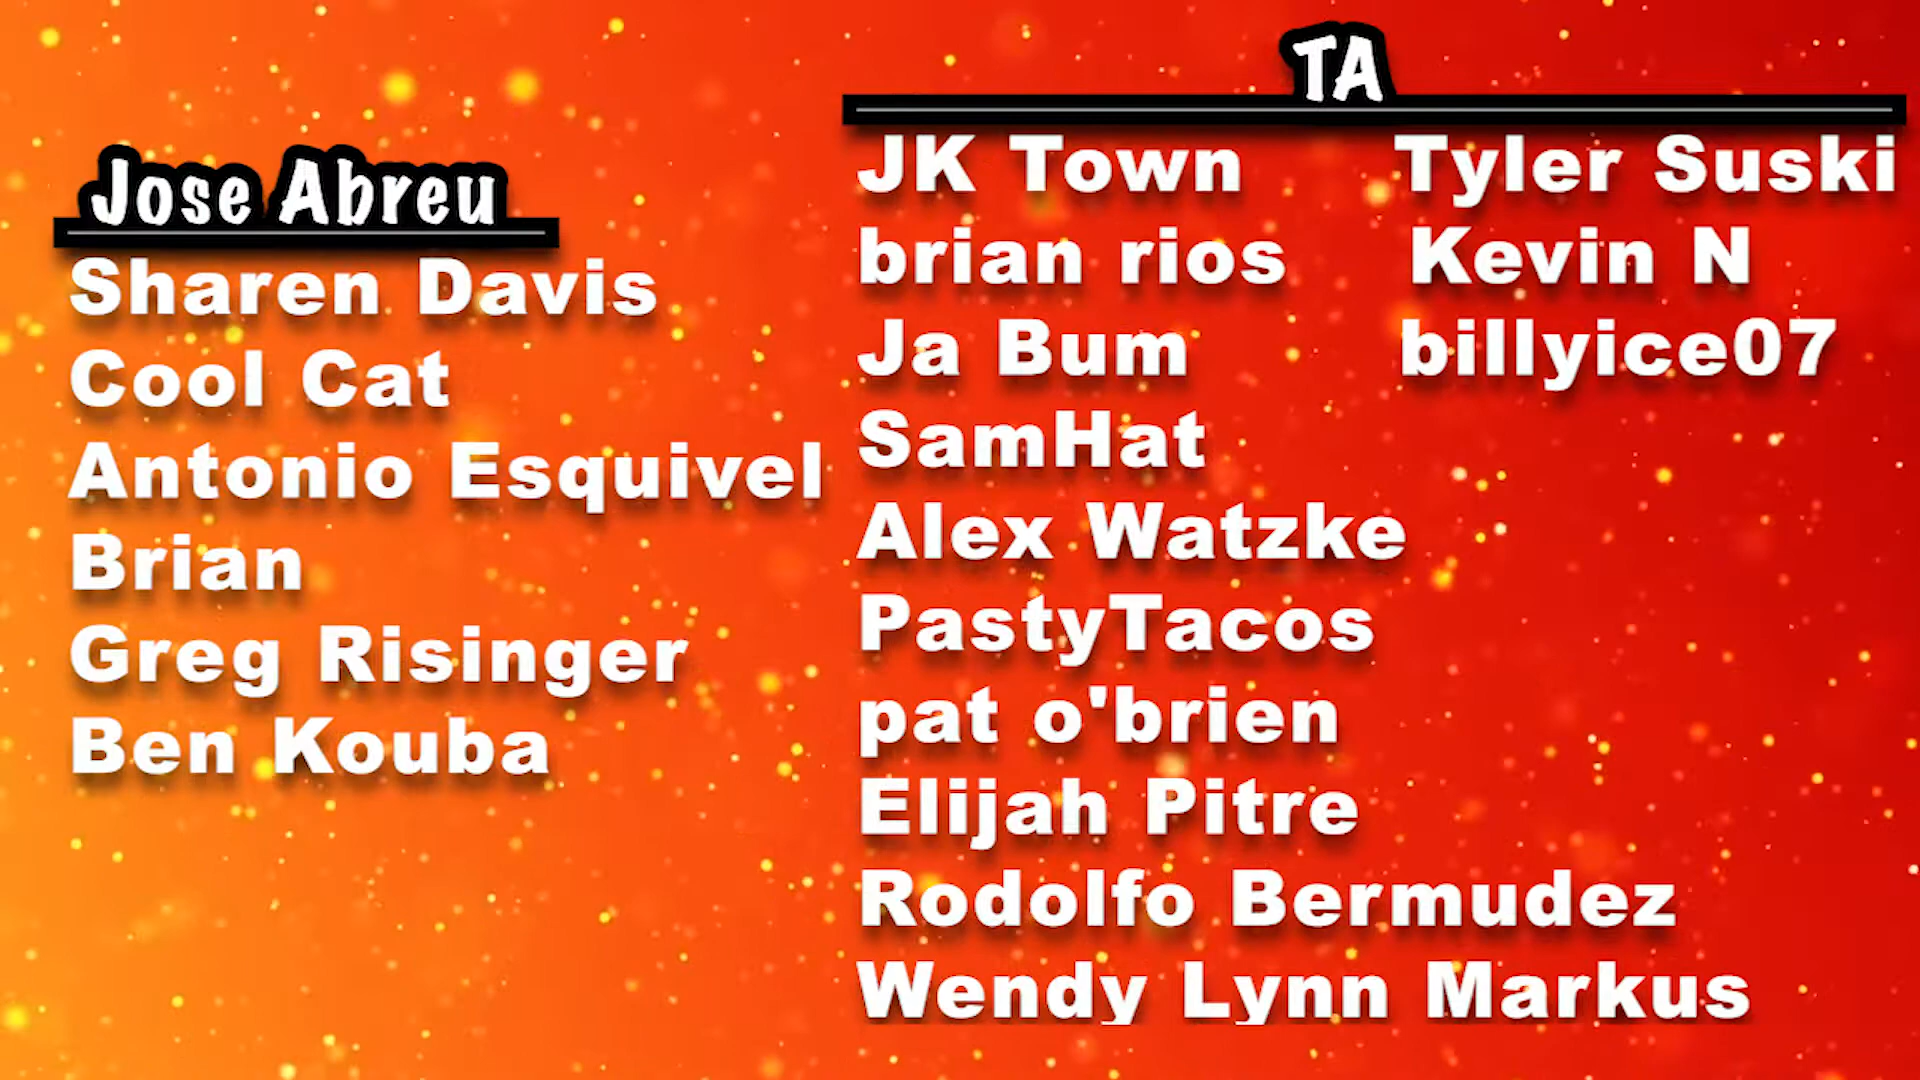 Jose Abreu
Sharen Davis
Cool Cat
Antonio Esquivel
Brian
Greg Risinger
Ben Kouba
TA
JK Town
brian rios
Ja Bum
SamHat
Alex Watzke
PastyTacos
pat o'brien
Elijah Pitre
Rodolfo Bermudez
Wendy Lynn Markus
Tyler Suski
Kevin N
billyice07